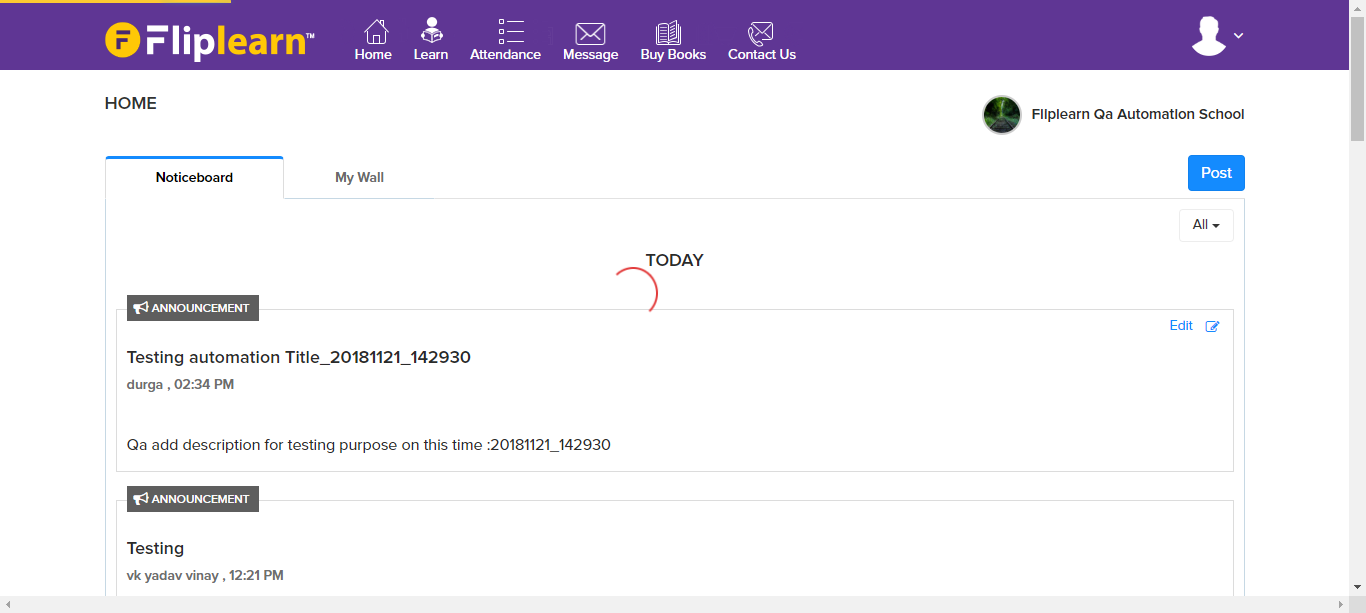 Fliplearn™
Home
Learn
Attendance
Message
Buy Books
Contact Us
HOME
Fliplearn Qa Automation School
Noticeboard
My Wall
Post
All
TODAY
ANNOUNCEMENT
Edit
Testing automation Title_20181121_142930
durga , 02:34 PM
Qa add description for testing purpose on this time :20181121_142930
ANNOUNCEMENT
Testing
vk yadav vinay , 12:21 PM